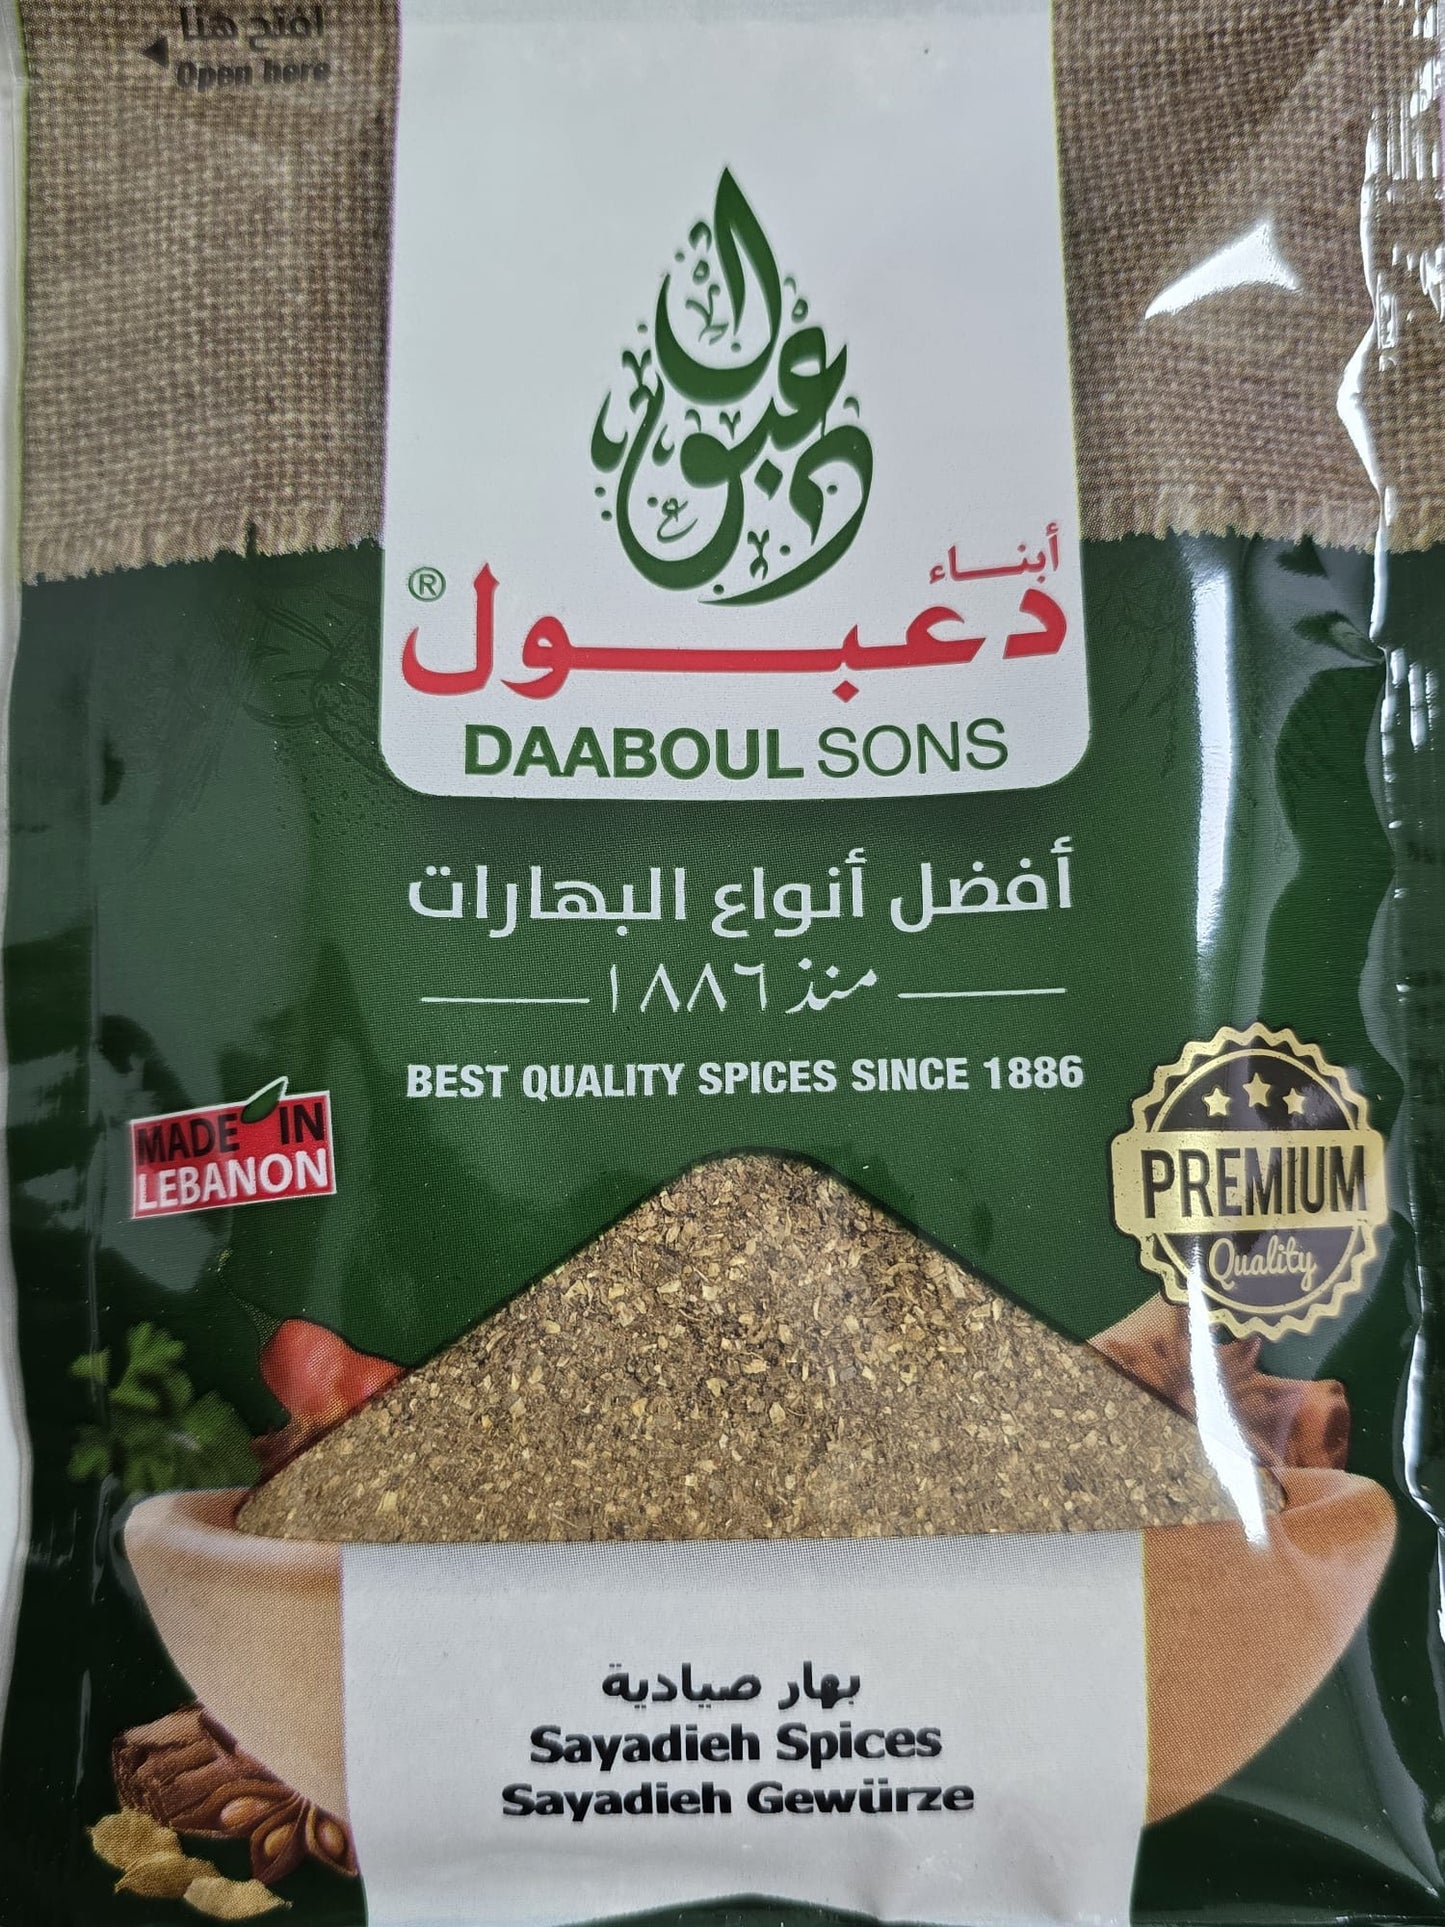 افتح هنا
Open here
أبناء
دعبول
®
DAABOUL SONS
أفضل أنواع البهارات
منذ ١٨٨٦
BEST QUALITY SPICES SINCE 1886
MADE IN
LEBANON
PREMIUM
Quality
بهار صيادية
Sayadieh Spices
Sayadieh Gewürze